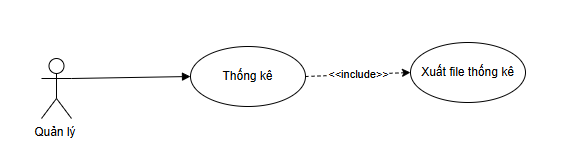 Thống kê
<<include>>
Xuất file thống kê
Quản lý